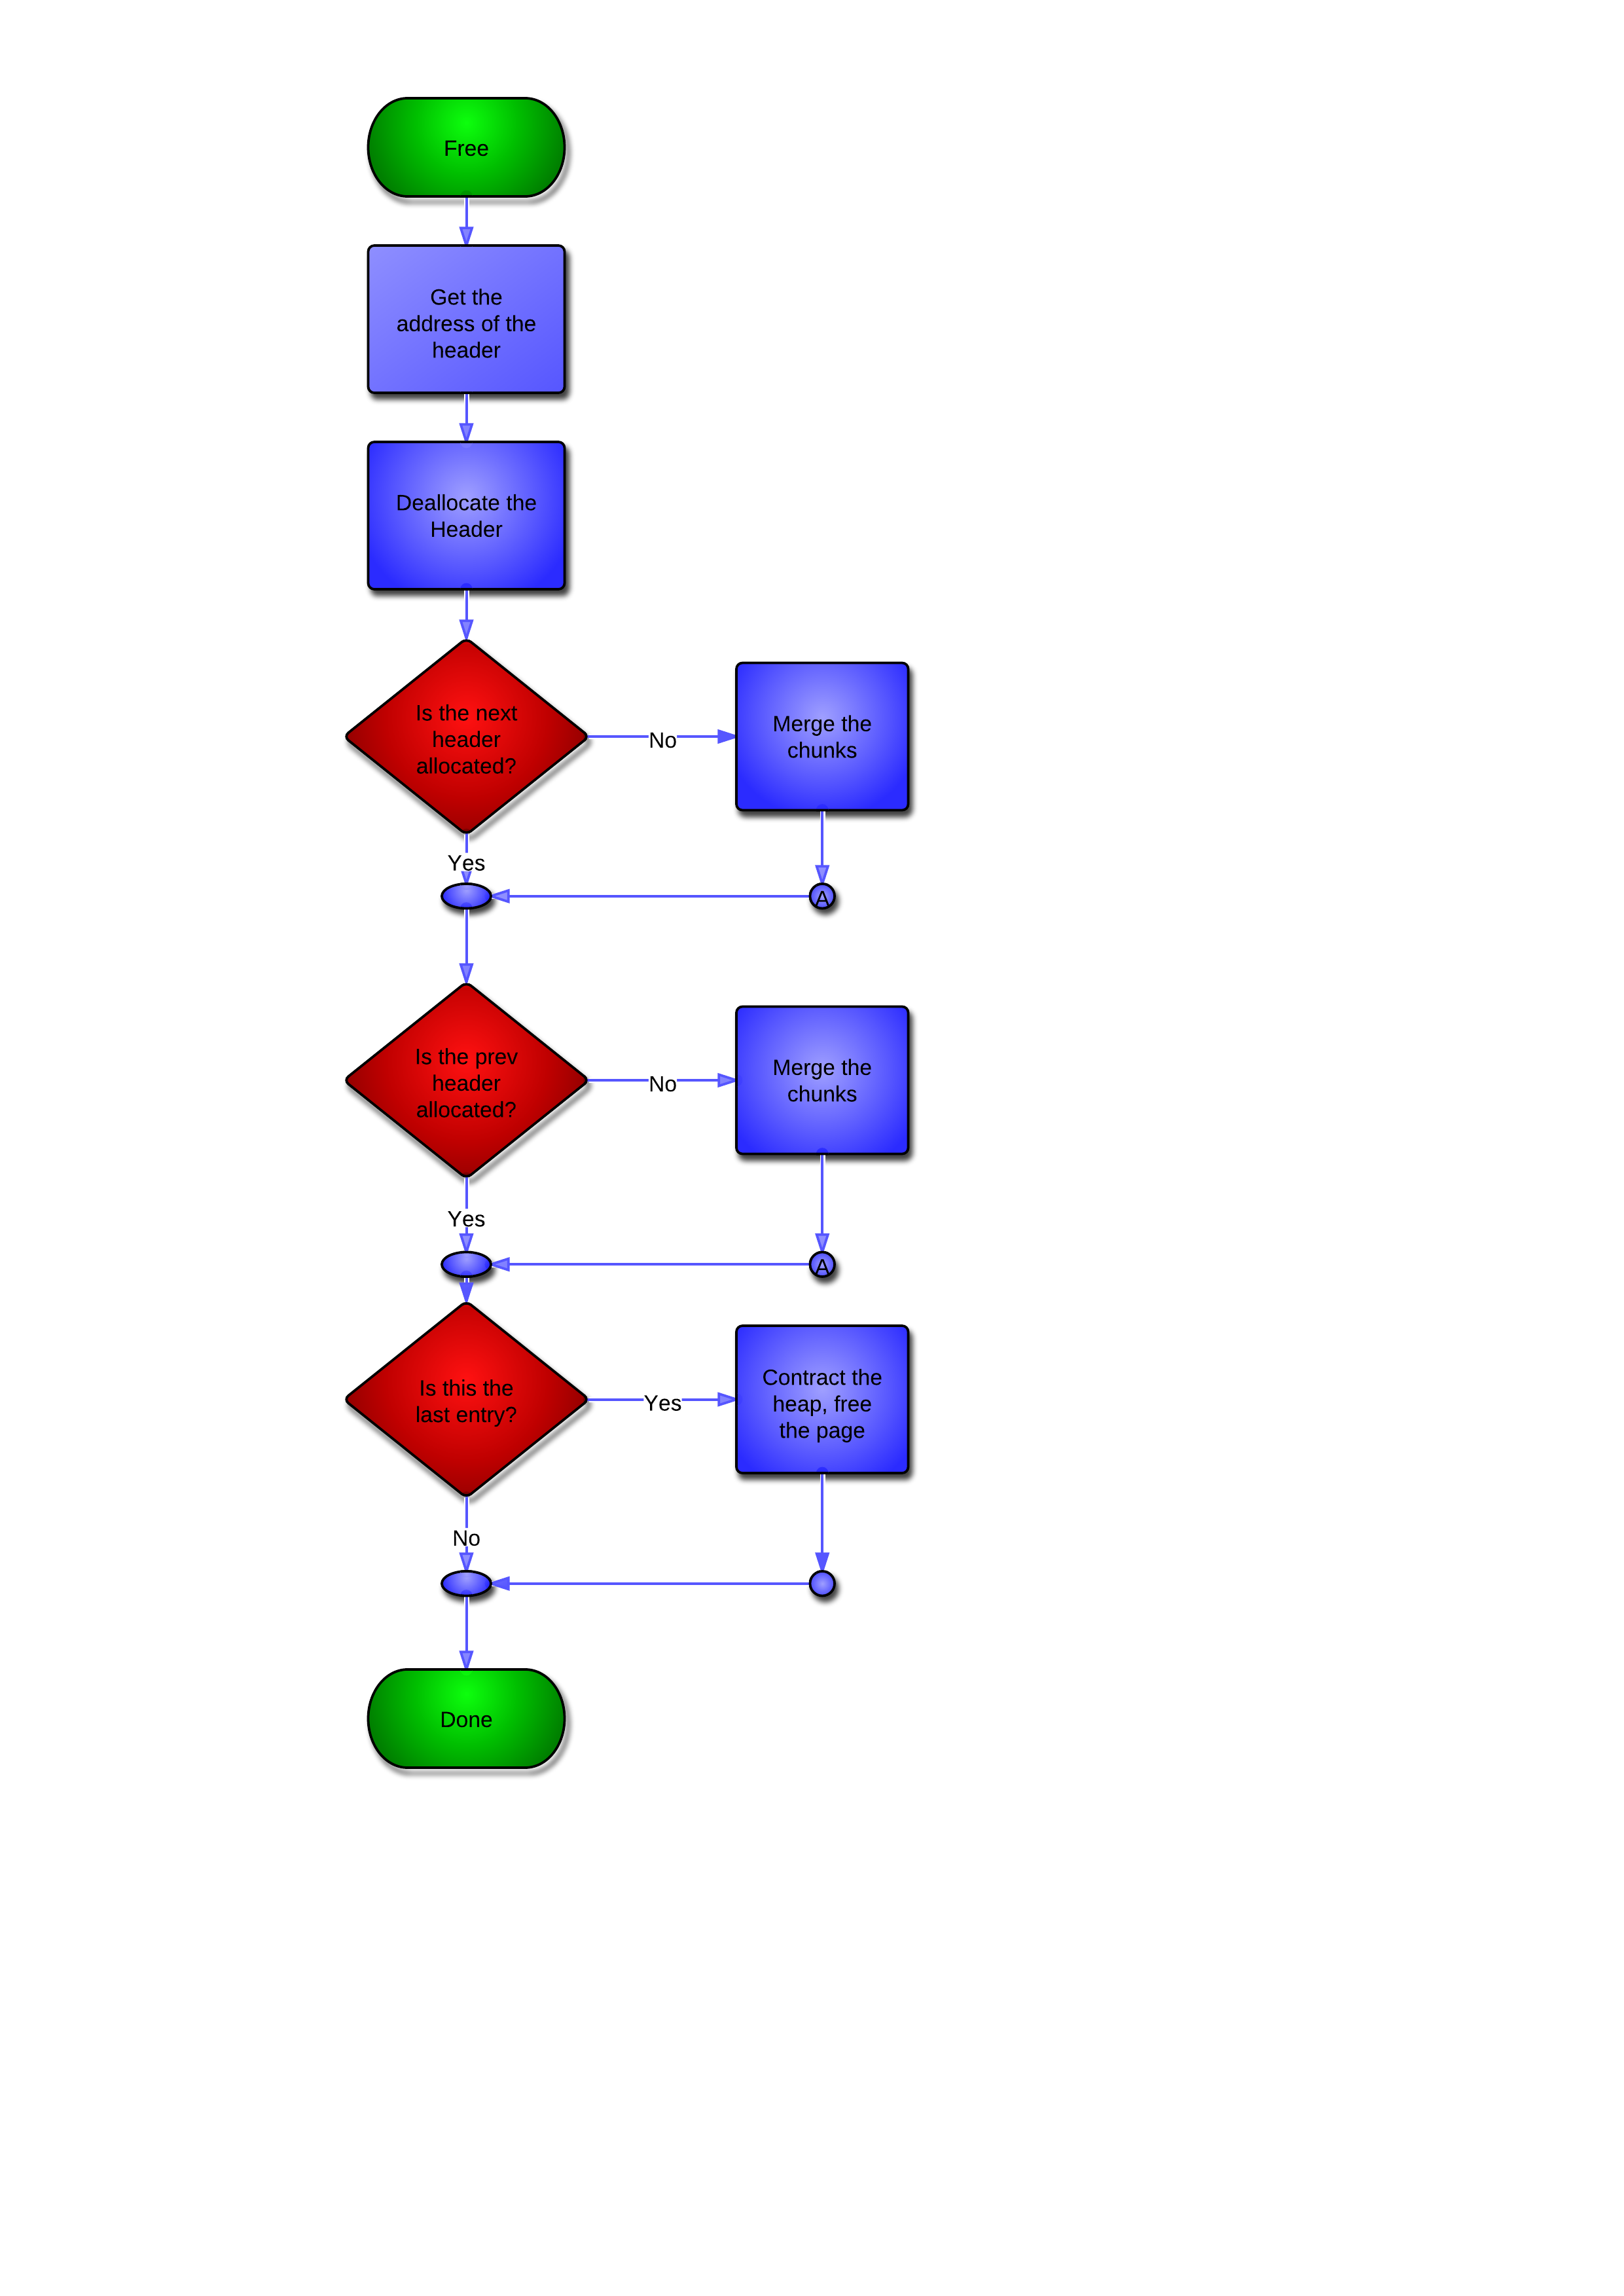 Free
Get the
address of the
header
Deallocate the
Header
Is the next
header
allocated?
No
Merge the
chunks
Yes
A
Is the prev
header
allocated?
No
Merge the
chunks
Yes
A
Is this the
last entry?
Yes
Contract the
heap, free
the page
No
Done